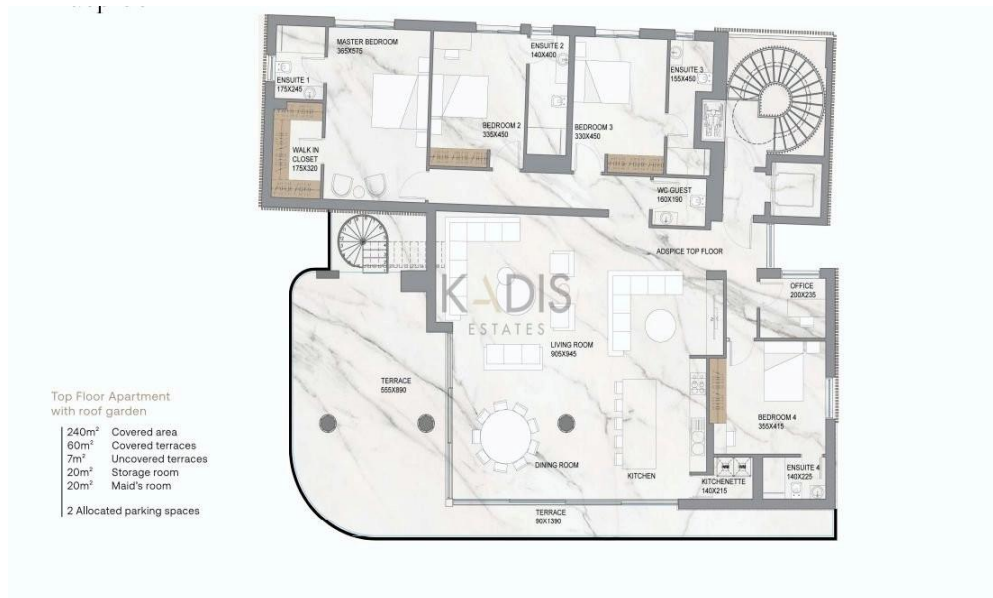 MASTER BEDROOM
365X575
ENSUITE 1
175X245
WALK IN
CLOSET
175X320
BEDROOM 2
335X450
ENSUITE 2
140X400
BEDROOM 3
330X450
ENSUITE 3
155X450
WC-GUEST
160X190
ADSPICE TOP FLOOR
OFFICE
200X235
KADIS
ESTATES
LIVING ROOM
905X945
TERRACE
555X890
BEDROOM 4
355X415
DINING ROOM
KITCHEN
KITCHENETTE
140X215
ENSUITE 4
140X225
TERRACE
90X1390
Top Floor Apartment
with roof garden
240m² Covered area
60m² Covered terraces
7m² Uncovered terraces
20m² Storage room
20m² Maid's room
2 Allocated parking spaces